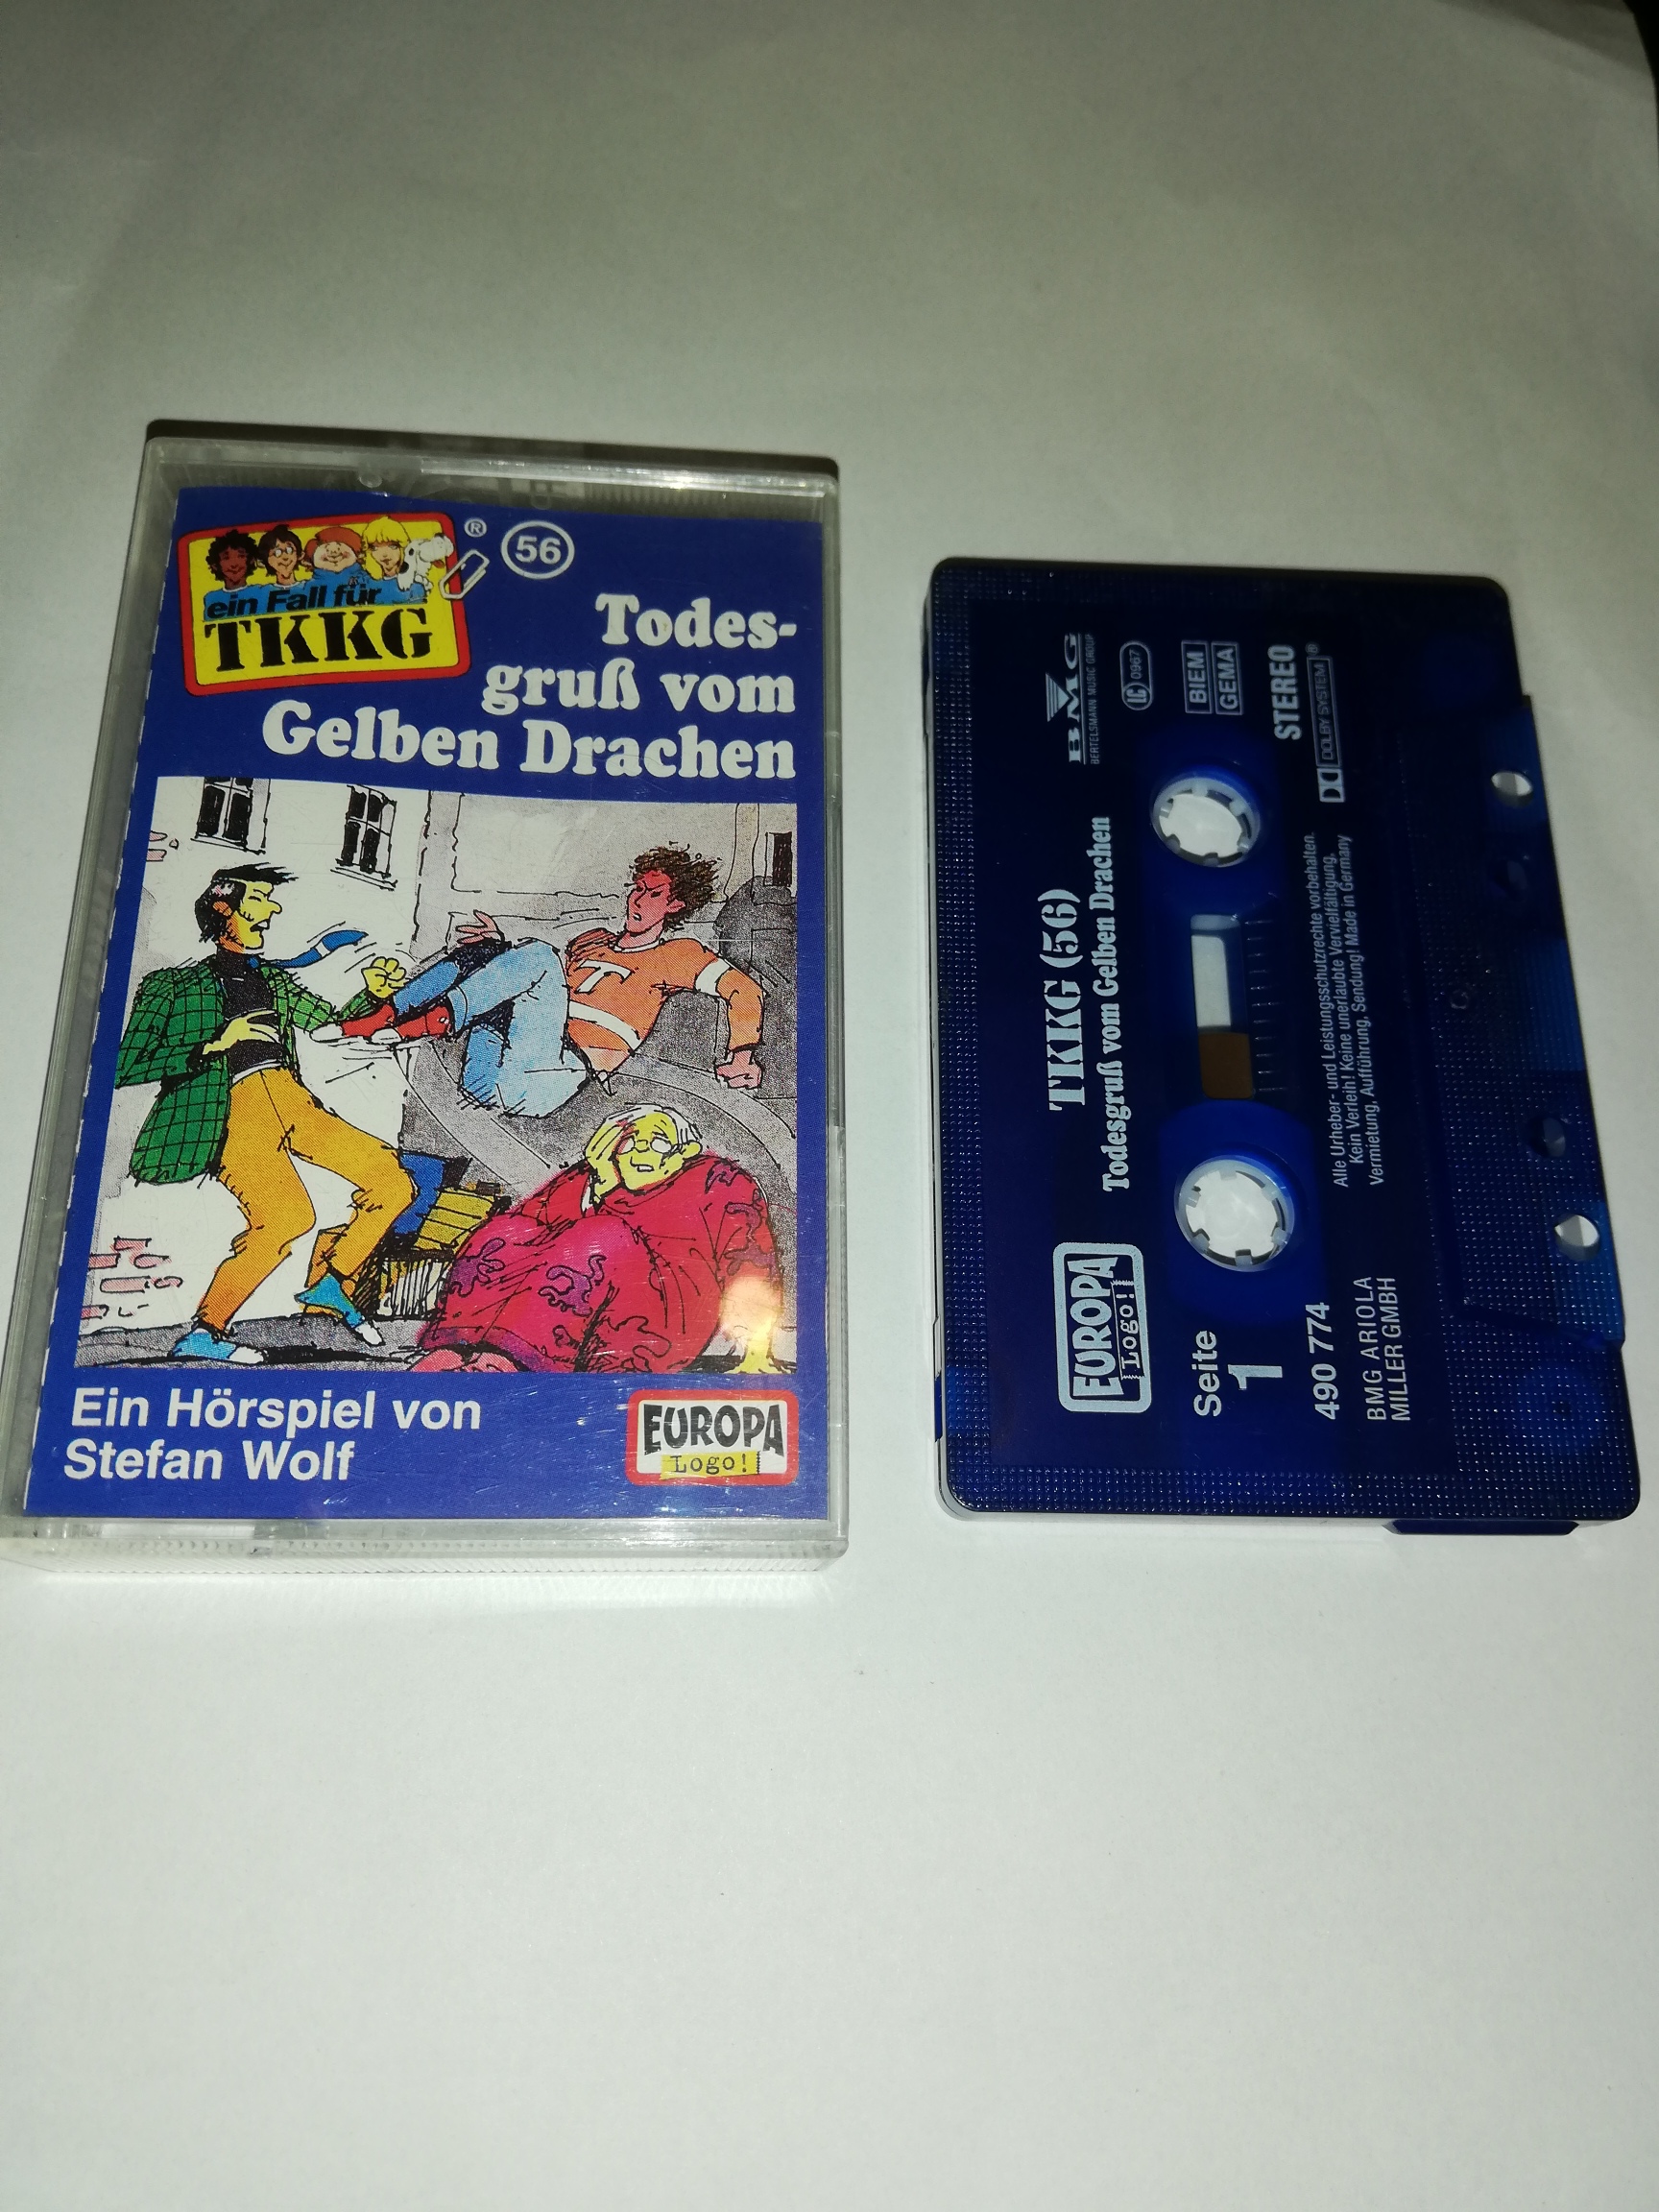 ein Fall für
TKKG
®
56
Todes-
gruß vom
Gelben Drachen
T
Ein Hörspiel von
Stefan Wolf
EUROPA
Logo!
BMG
BERTELSMANN MUSIC GROUP
LC 0967
BIEM
GEMA
STEREO
DOLBY SYSTEM®
TKKG (56)
Todesgruß vom Gelben Drachen
EUROPA
Logo!
Seite
1
490 774
BMG ARIOLA
MILLER GMBH
Alle Urheber- und Leistungsschutzrechte vorbehalten.
Kein Verleih! Keine unerlaubte Vervielfältigung,
Vermietung, Aufführung, Sendung! Made in Germany